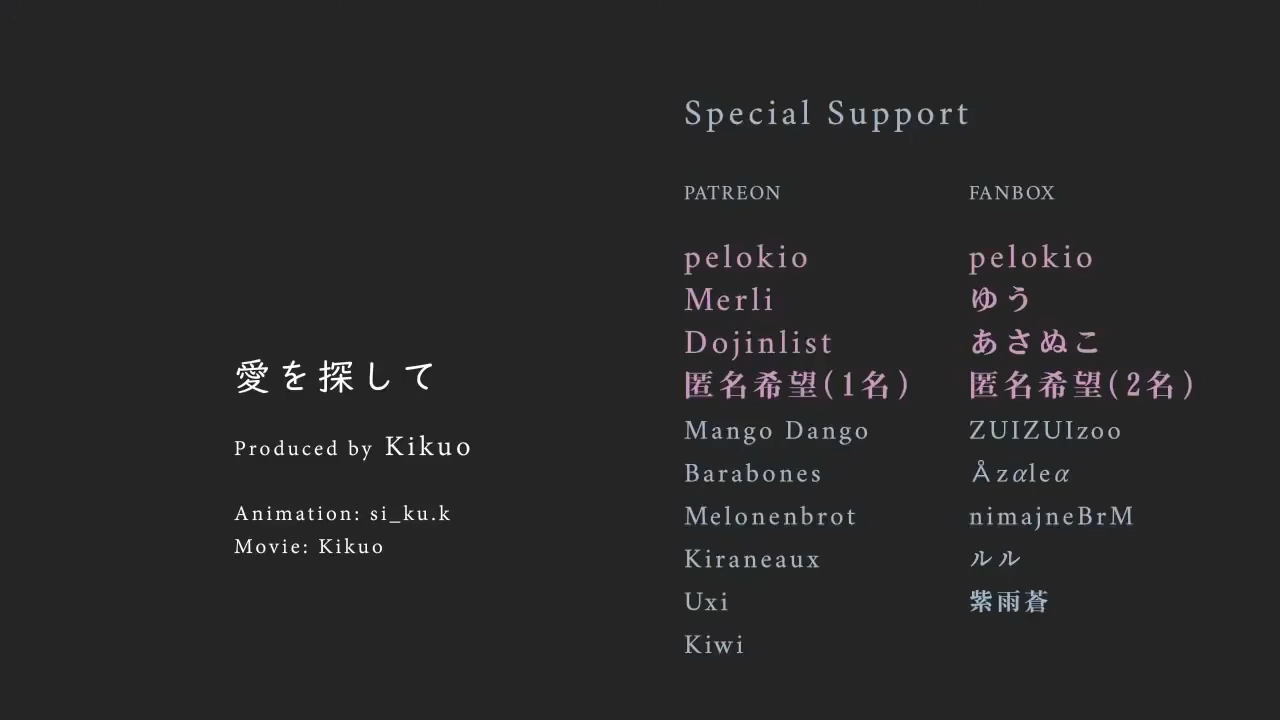 愛を探して
Produced by Kikuo
Animation: si_ku.k
Movie: Kikuo
Special Support
PATREON
pelokio
Merli
Dojinlist
匿名希望(1名)
Mango Dango
Barabones
Melonenbrot
Kiraneaux
Uxi
Kiwi
FANBOX
pelokio
ゆう
あさぬこ
匿名希望(2名)
ZUIZUIzoo
Åzαleα
nimajneBrM
ルル
紫雨蒼